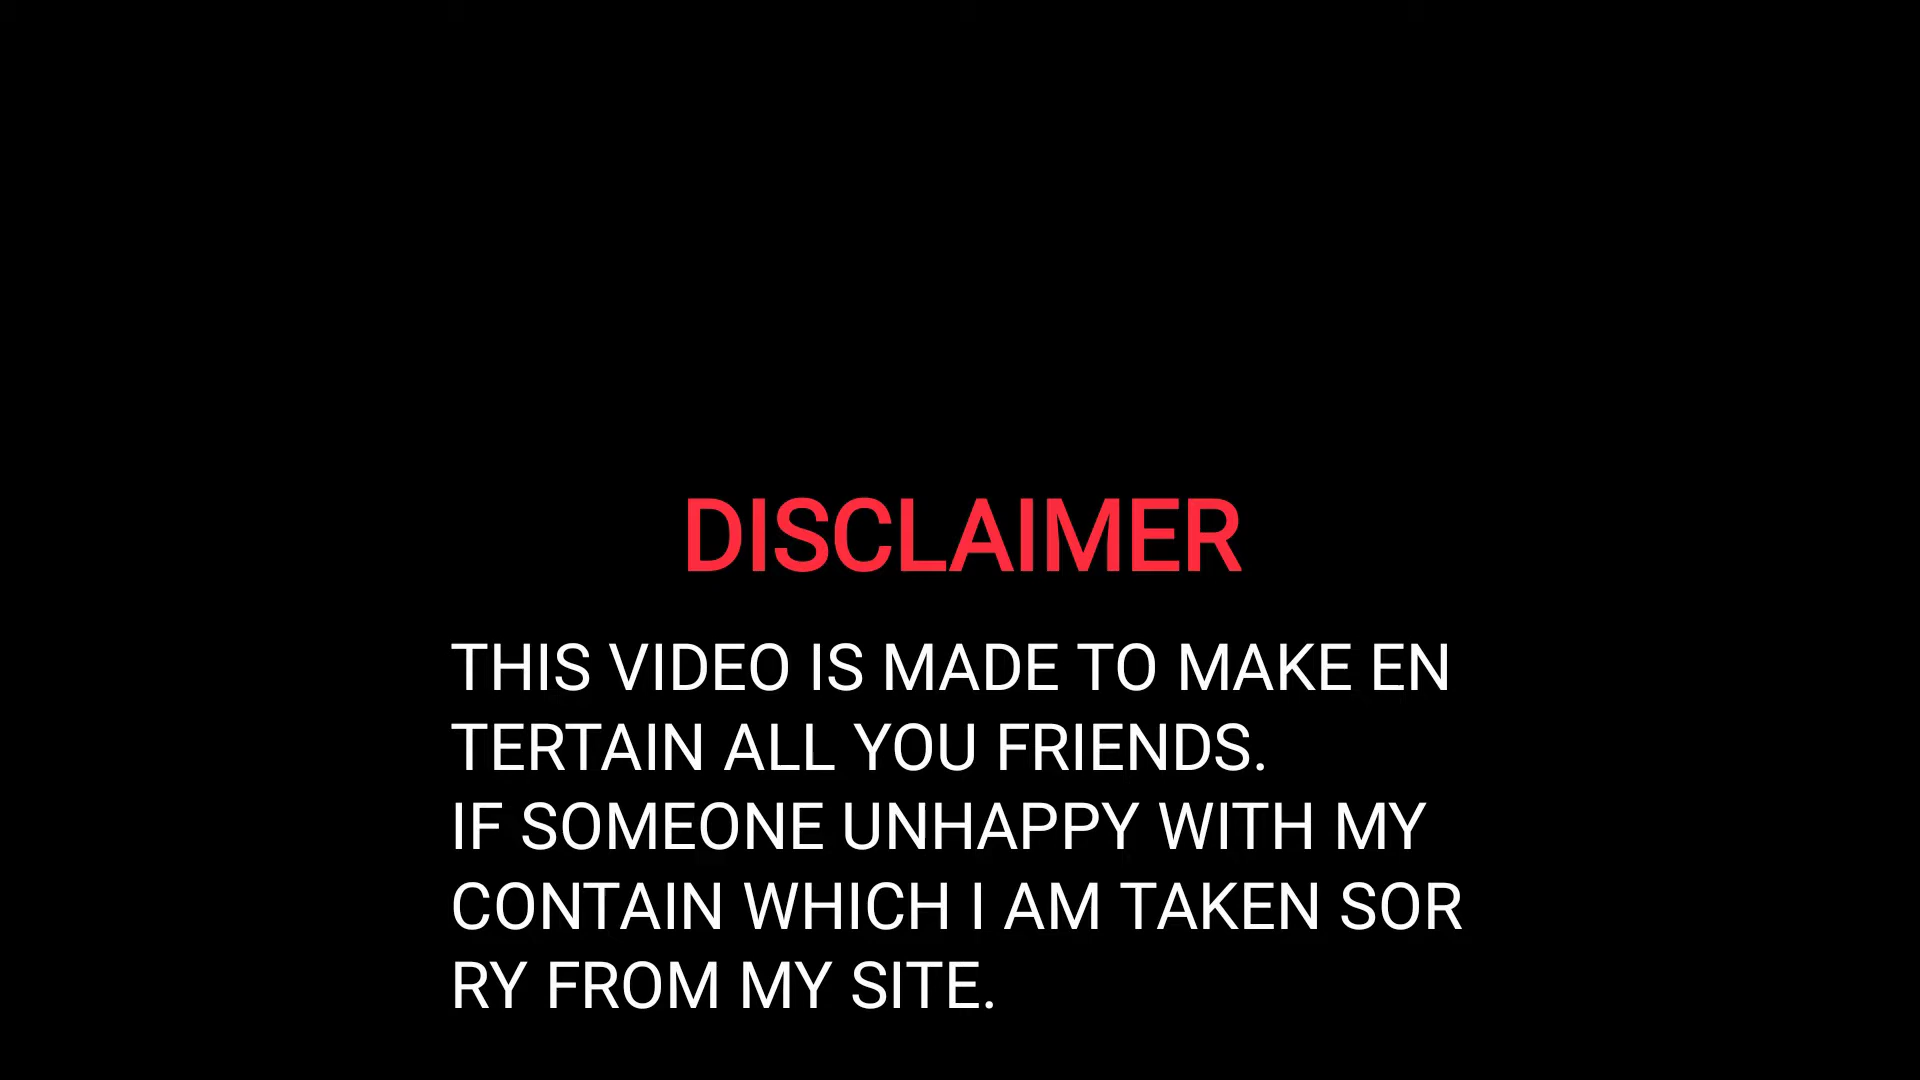 DISCLAIMER
THIS VIDEO IS MADE TO MAKE EN
TERTAIN ALL YOU FRIENDS.
IF SOMEONE UNHAPPY WITH MY
CONTAIN WHICH I AM TAKEN SOR
RY FROM MY SITE.